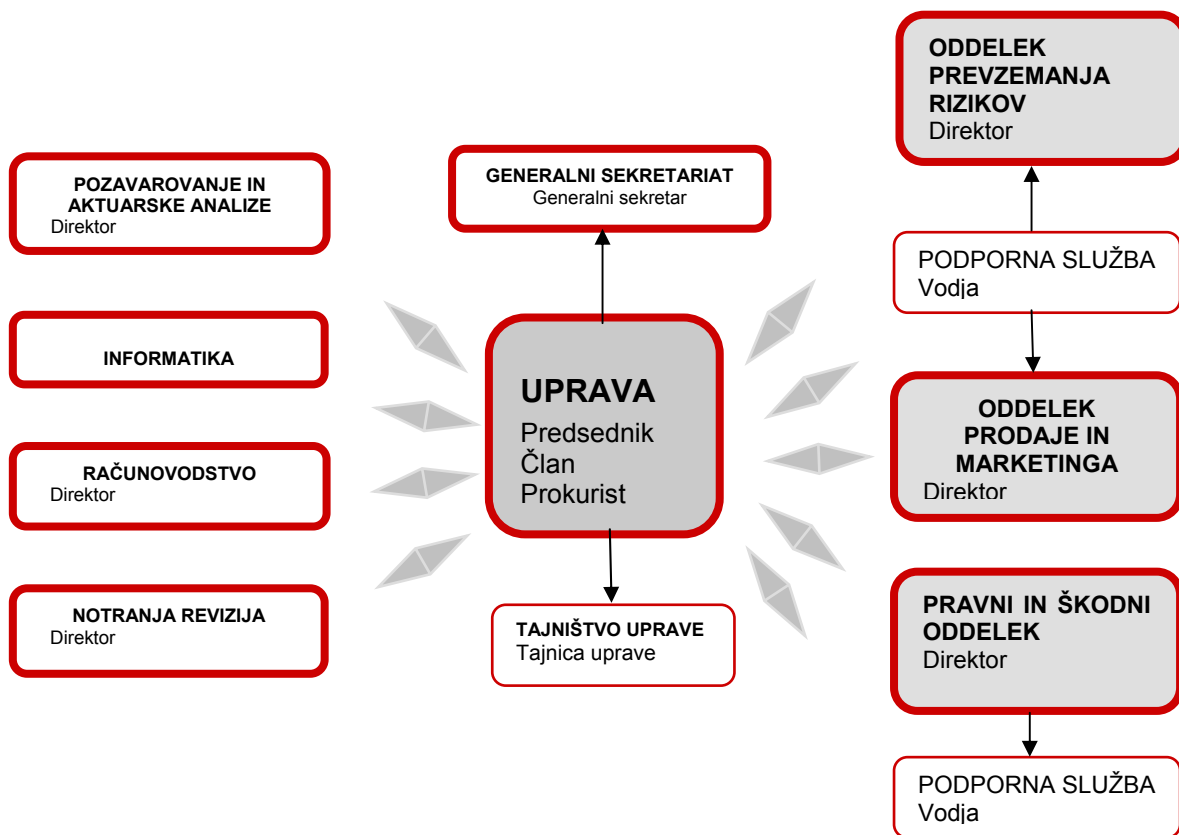 POZAVAROVANJE IN
AKTUARSKE ANALIZE
Direktor
INFORMATIKA
RAČUNOVODSTVO
Direktor
NOTRANJA REVIZIJA
Direktor
GENERALNI SEKRETARIAT
Generalni sekretar
UPRAVA
Predsednik
Član
Prokurist
TAJNIŠTVO UPRAVE
Tajnica uprave
ODDELEK
PREVZEMANJA
RIZIKOV
Direktor
PODPORNA SLUŽBA
Vodja
ODDELEK
PRODAJE IN
MARKETINGA
Direktor
PRAVNI IN ŠKODNI
ODDELEK
Direktor
PODPORNA SLUŽBA
Vodja